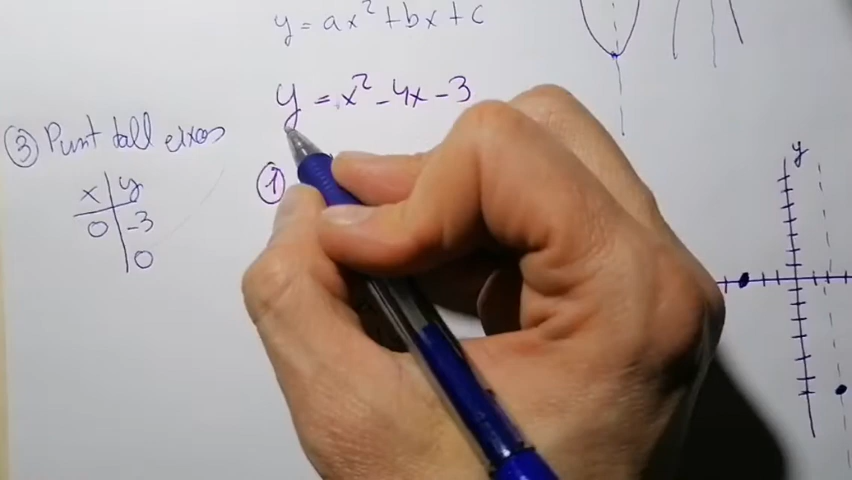 y = ax² + bx + c
y = x² - 4x - 3
③ Punt tall eixos
①
x | y
0 | -3
| 0
y